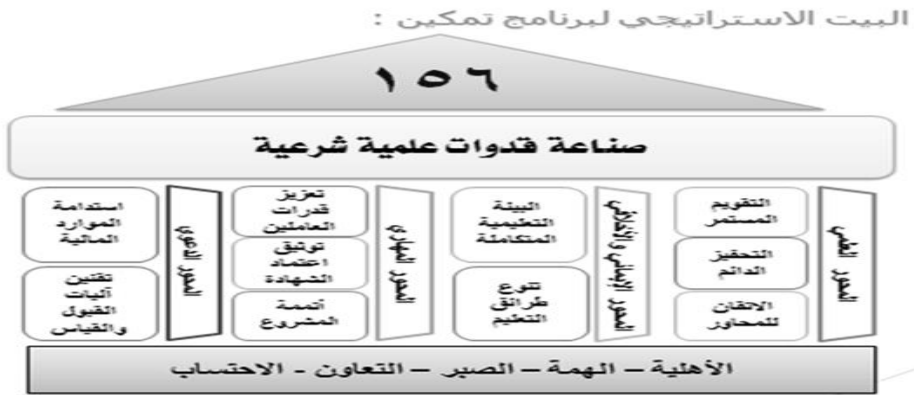 البيت الاستراتيجي لبرنامج تمكين :
١٥٦
صناعة قدوات علمية شرعية
المحور العلمي
التقويم
المستمر
التحفيز
الدائم
الاتقان
للمحاور
المحور الإيماني والأخلاقي
البيئة
التعليمية
المتكاملة
تنوع
طرائق
التعليم
المحور المهاري
تعزيز
قدرات
العاملين
توثيق
اعتماد
الشهادة
أتممة
المشروع
المحور الدعوي
استدامة
الموارد
المالية
تقنين
آليات
القبول
والقياس
الأهلية – الهمة – الصبر – التعاون - الاحتساب